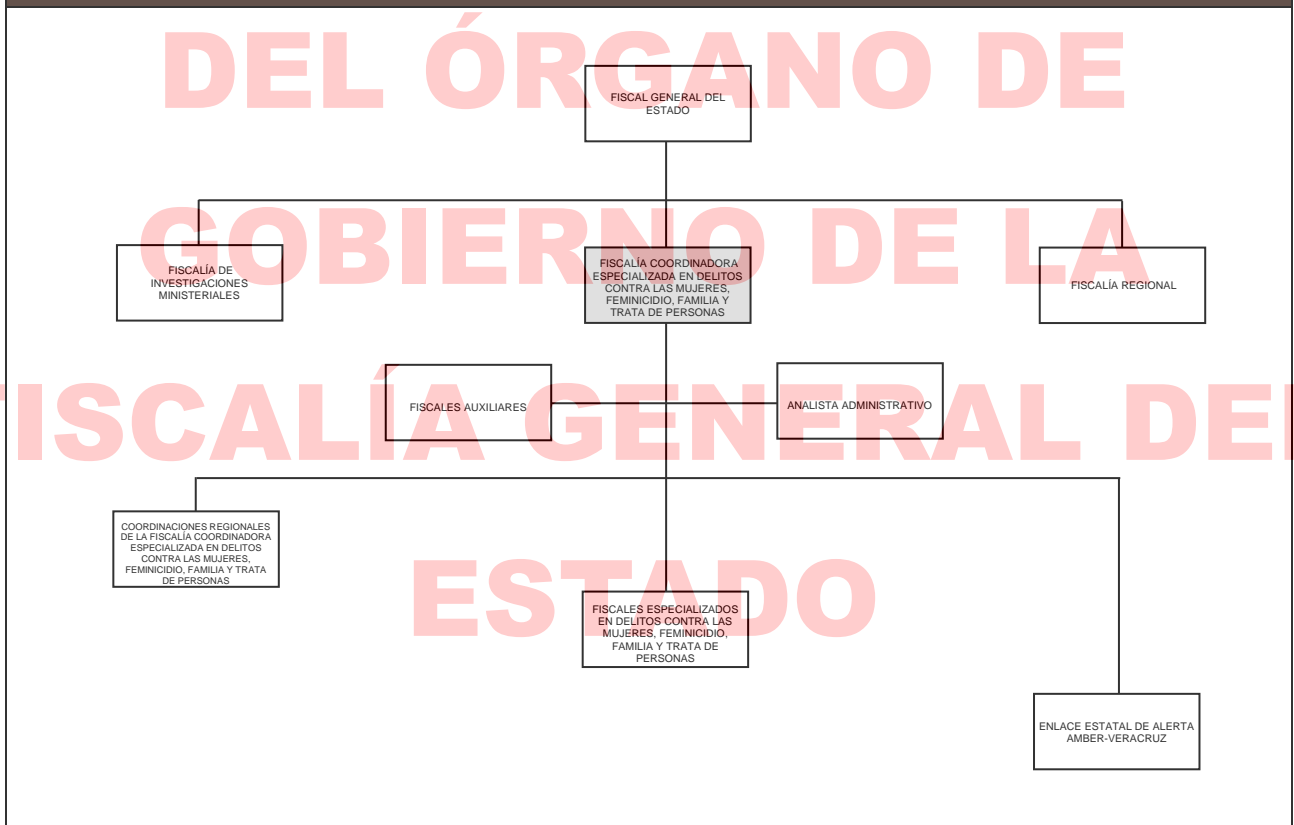 DEL ÓRGANO DE
FISCAL GENERAL DEL
ESTADO
GOBIERNO DE LA
FISCALÍA DE
INVESTIGACIONES
MINISTERIALES
FISCALÍA COORDINADORA
ESPECIALIZADA EN DELITOS
CONTRA LAS MUJERES,
FEMINICIDIO, FAMILIA Y
TRATA DE PERSONAS
FISCALÍA REGIONAL
FISCALES AUXILIARES
ANALISTA ADMINISTRATIVO
ISCALÍA GENERAL DE
COORDINACIONES REGIONALES
DE LA FISCALÍA COORDINADORA
ESPECIALIZADA EN DELITOS
CONTRA LAS MUJERES,
FEMINICIDIO, FAMILIA Y TRATA
DE PERSONAS
ESTADO
FISCALES ESPECIALIZADOS
EN DELITOS CONTRA LAS
MUJERES, FEMINICIDIO,
FAMILIA Y TRATA DE
PERSONAS
ENLACE ESTATAL DE ALERTA
AMBER-VERACRUZ